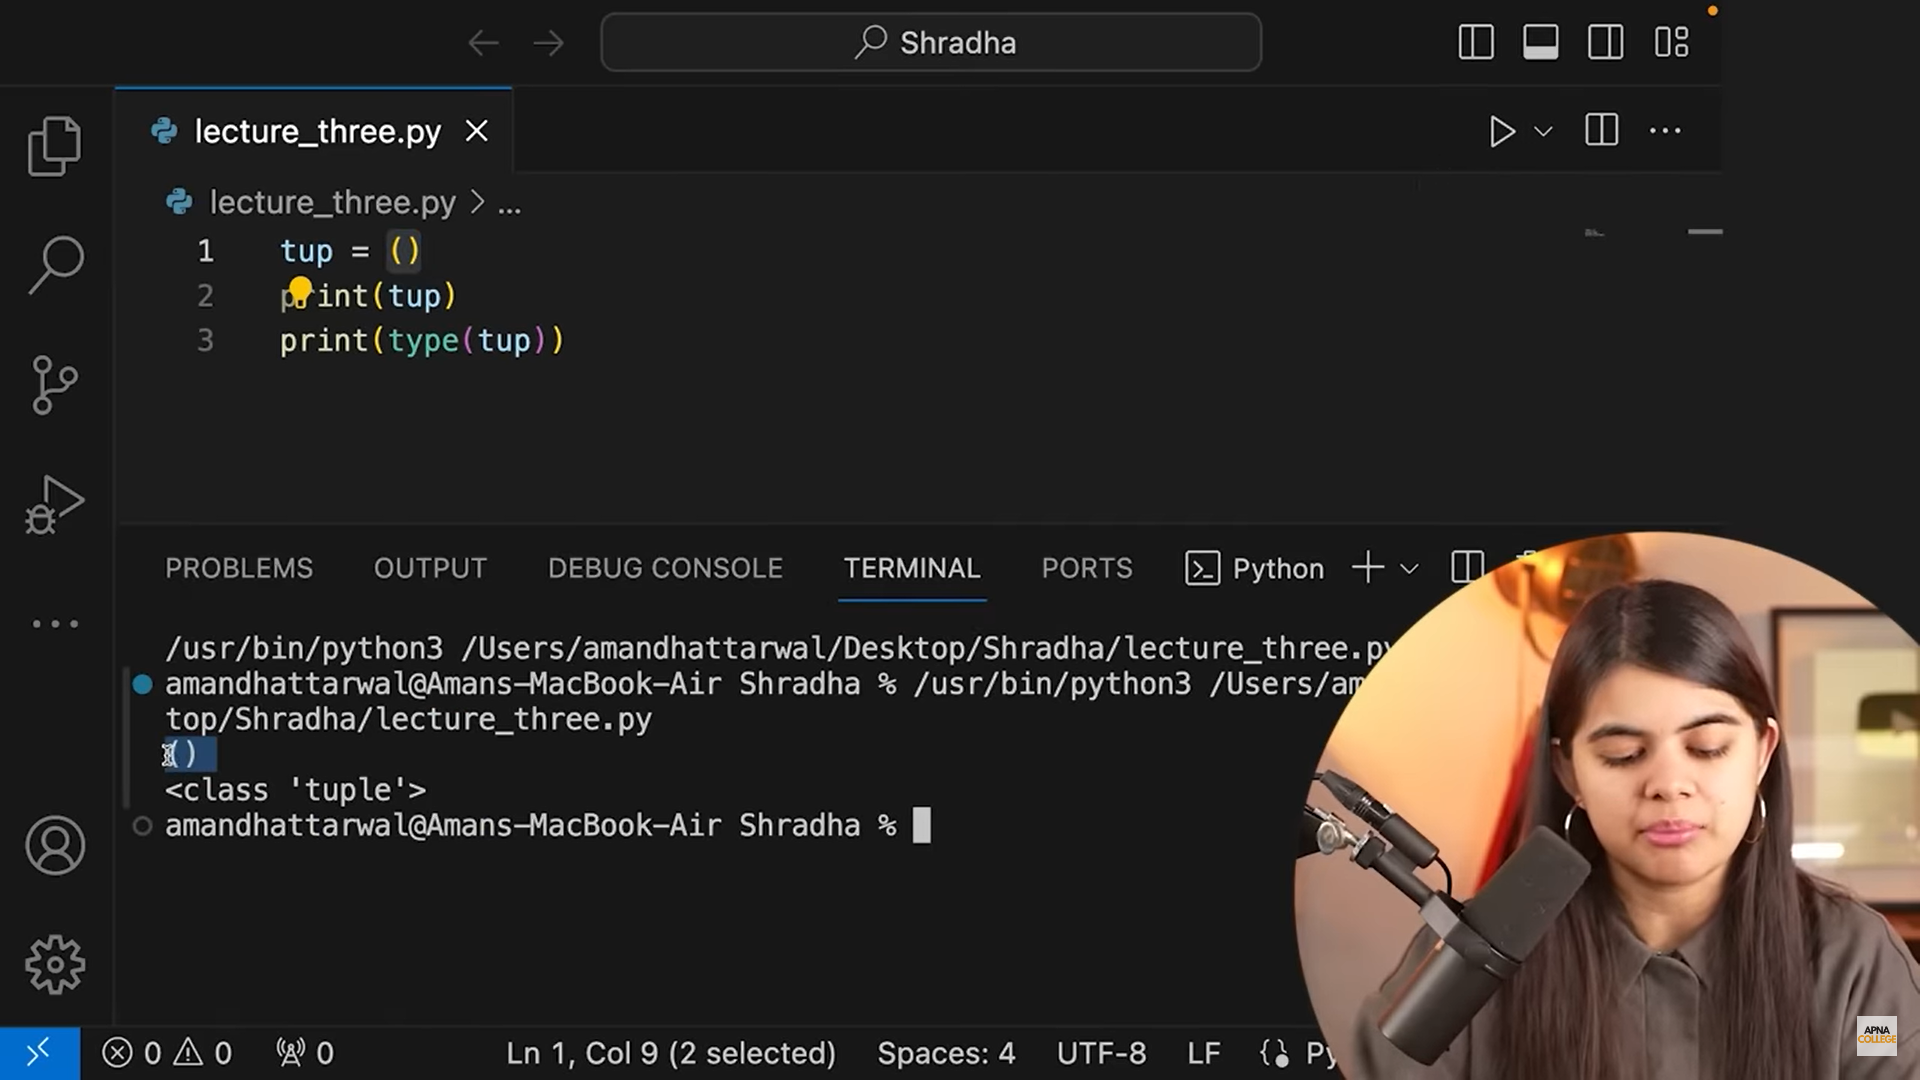 Shradha
lecture_three.py
lecture_three.py > ...
1 tup = ()
2 print(tup)
3 print(type(tup))
PROBLEMS OUTPUT DEBUG CONSOLE TERMINAL PORTS Python
/usr/bin/python3 /Users/amandhattarwal/Desktop/Shradha/lecture_three.py
amandhattarwal@Amans-MacBook-Air Shradha % /usr/bin/python3 /Users/am
top/Shradha/lecture_three.py
()
<class 'tuple'>
amandhattarwal@Amans-MacBook-Air Shradha %
0 0 0 Ln 1, Col 9 (2 selected) Spaces: 4 UTF-8 LF {} Py
APNA
COLLEGE